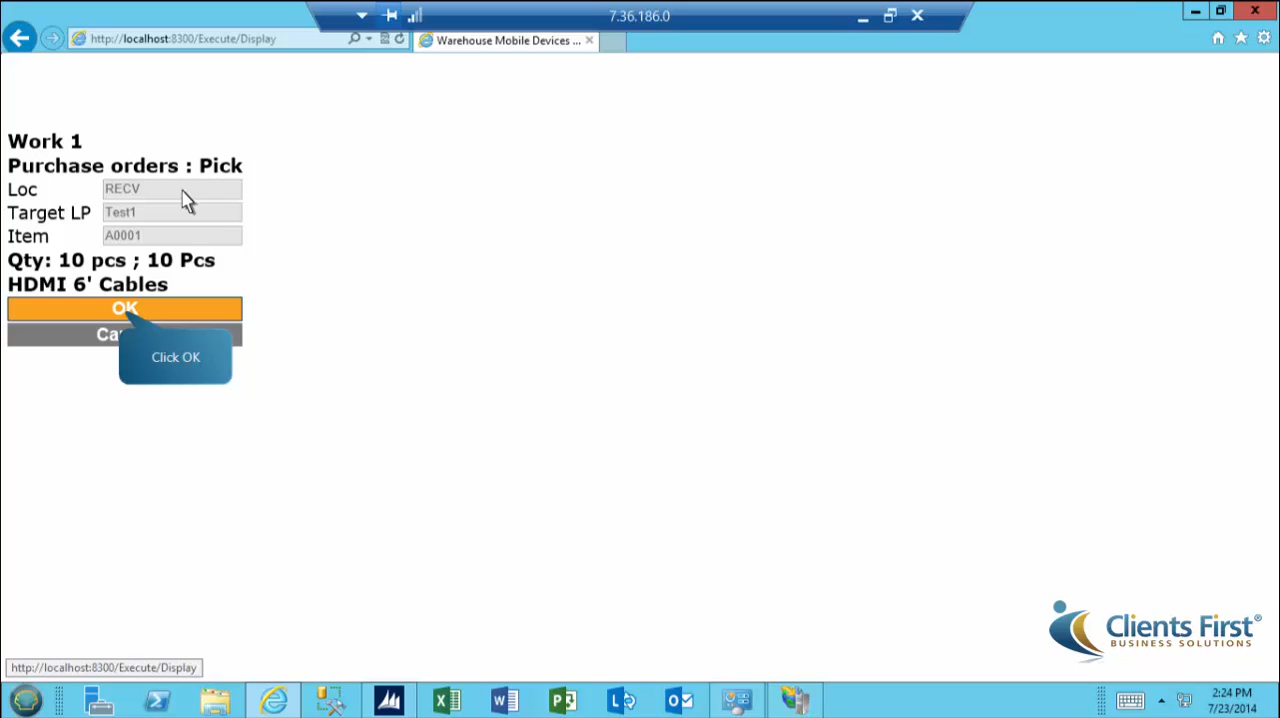 7.36.186.0
http://localhost:8300/Execute/Display
Warehouse Mobile Devices ...
Work 1
Purchase orders : Pick
Loc RECV
Target LP Test1
Item A0001
Qty: 10 pcs ; 10 Pcs
HDMI 6' Cables
OK
Click OK
Clients First
BUSINESS SOLUTIONS
http://localhost:8300/Execute/Display
2:24 PM
7/23/2014